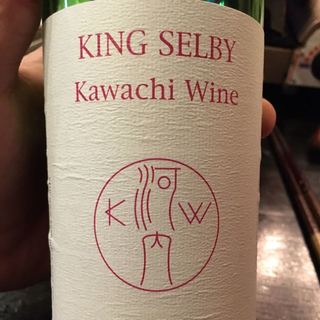 KING SELBY
Kawachi Wine
K W